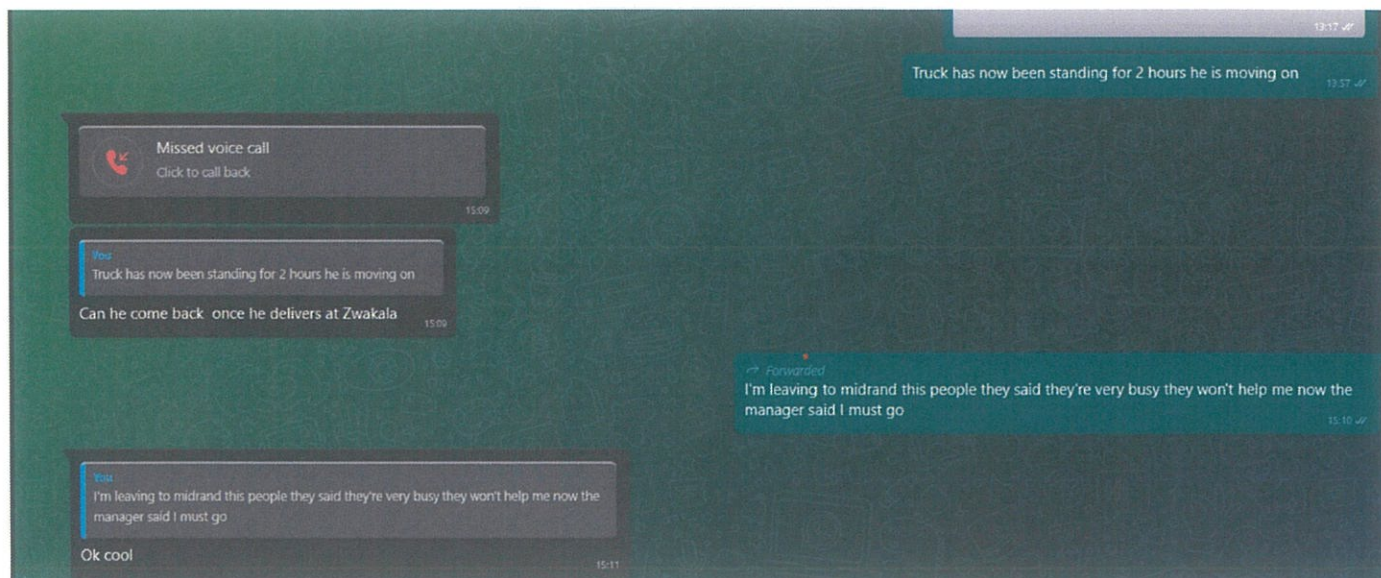 13:17
Truck has now been standing for 2 hours he is moving on
13:57
Missed voice call
Click to call back
15:09
You
Truck has now been standing for 2 hours he is moving on
Can he come back once he delivers at Zwakala
15:09
Forwarded
I'm leaving to midrand this people they said they're very busy they won't help me now the
manager said I must go
15:10
You
I'm leaving to midrand this people they said they're very busy they won't help me now the
manager said I must go
Ok cool
15:11